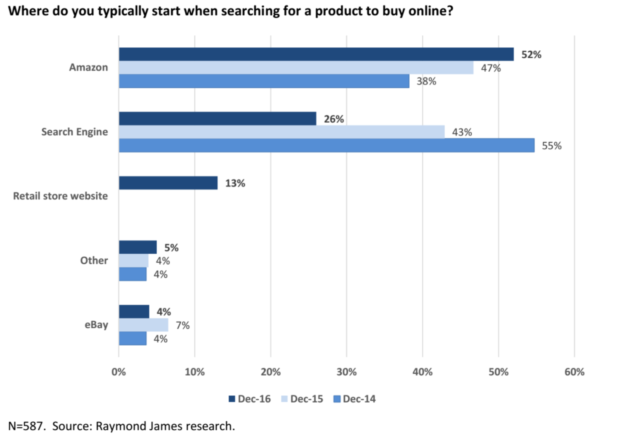 Where do you typically start when searching for a product to buy online?
Amazon
52%
47%
38%
Search Engine
26%
43%
55%
Retail store website
13%
Other
5%
4%
4%
eBay
4%
7%
4%
0% 10% 20% 30% 40% 50% 60%
Dec-16 Dec-15 Dec-14
N=587. Source: Raymond James research.